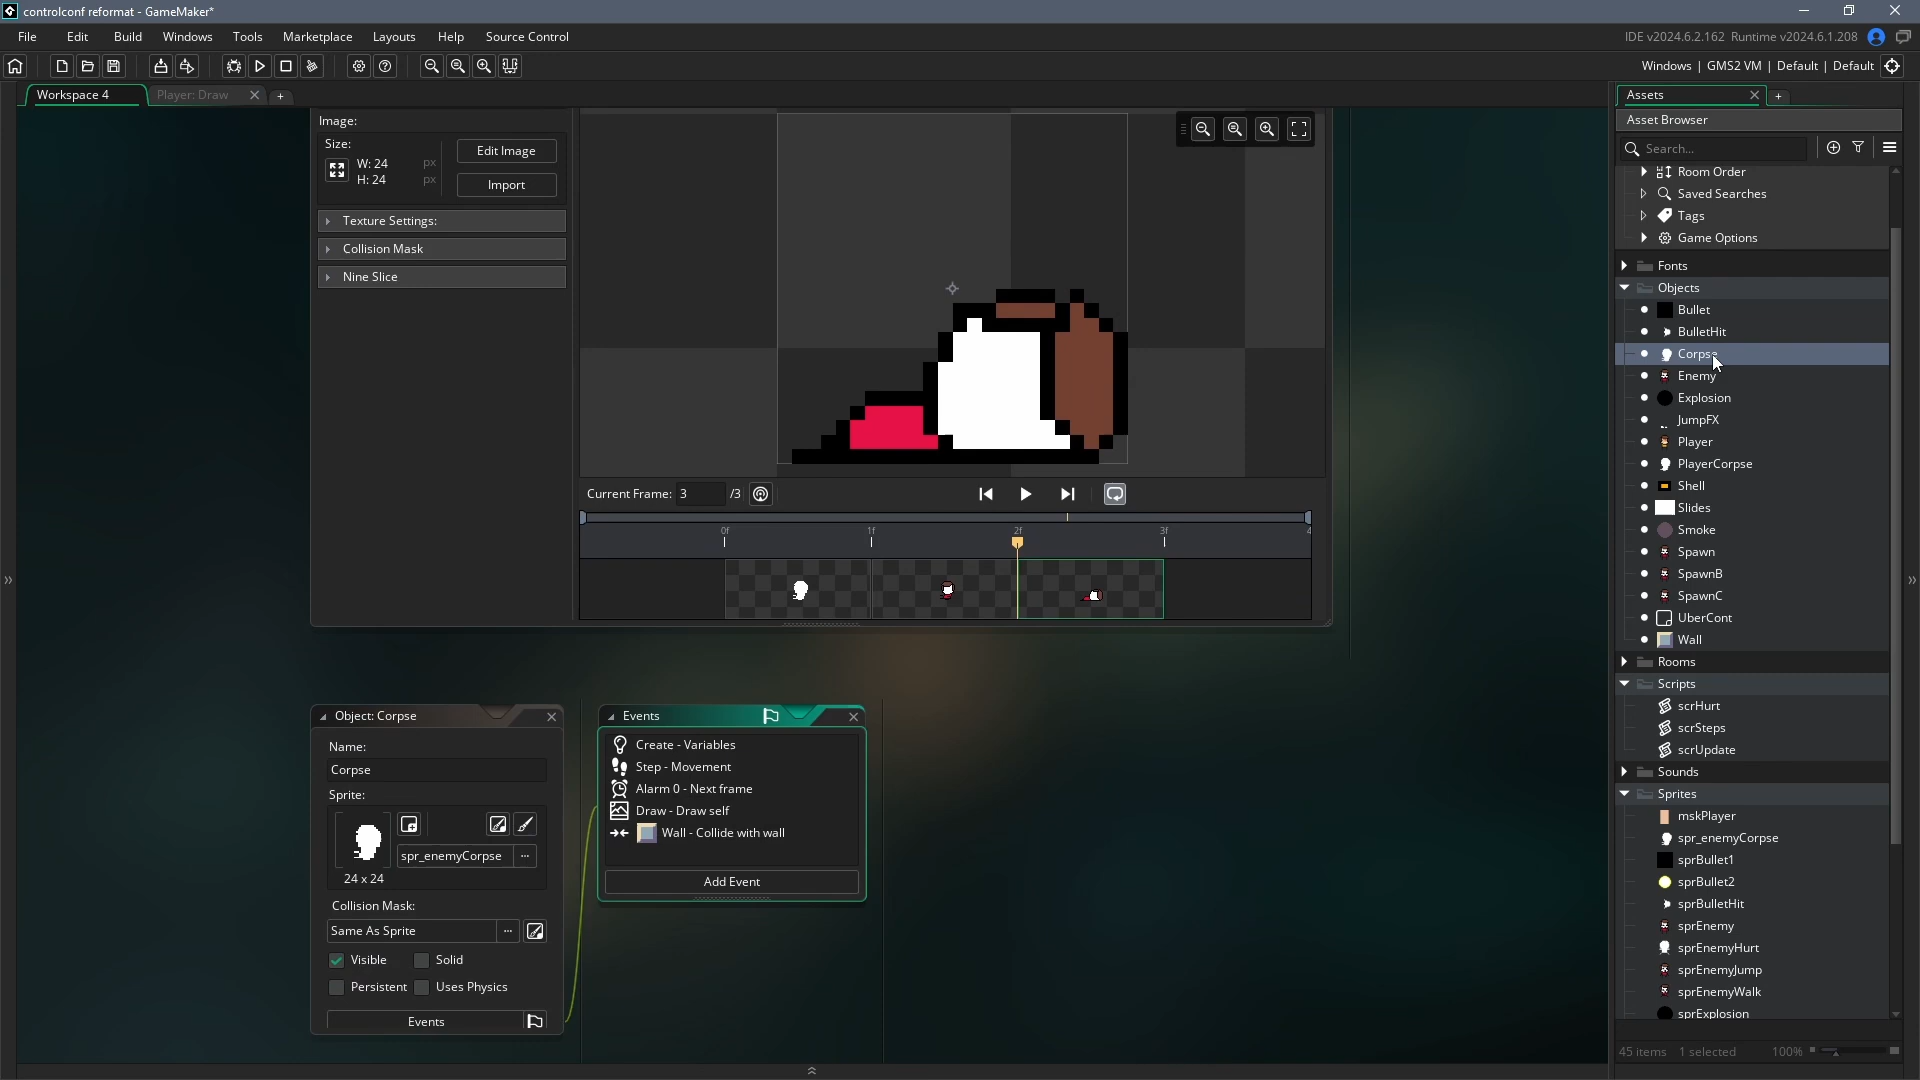 controlconf reformat - GameMaker*
File Edit Build Windows Tools Marketplace Layouts Help Source Control
IDE v2024.6.2.162 Runtime v2024.6.1.208
Windows | GMS2 VM | Default | Default
Workspace 4
Player: Draw
Image:
Size:
W: 24 px
H: 24 px
Edit Image
Import
Texture Settings:
Collision Mask
Nine Slice
Current Frame: 3 /3
0f 1f 2f 3f 4
Object: Corpse
Name:
Corpse
Sprite:
spr_enemyCorpse
24 x 24
Collision Mask:
Same As Sprite
Visible Solid
Persistent Uses Physics
Events
Events
Create - Variables
Step - Movement
Alarm 0 - Next frame
Draw - Draw self
Wall - Collide with wall
Add Event
Assets
Asset Browser
Search...
Room Order
Saved Searches
Tags
Game Options
Fonts
Objects
Bullet
BulletHit
Corpse
Enemy
Explosion
JumpFX
Player
PlayerCorpse
Shell
Slides
Smoke
Spawn
SpawnB
SpawnC
UberCont
Wall
Rooms
Scripts
scrHurt
scrSteps
scrUpdate
Sounds
Sprites
mskPlayer
spr_enemyCorpse
sprBullet1
sprBullet2
sprBulletHit
sprEnemy
sprEnemyHurt
sprEnemyJump
sprEnemyWalk
sprExplosion
45 items 1 selected 100%